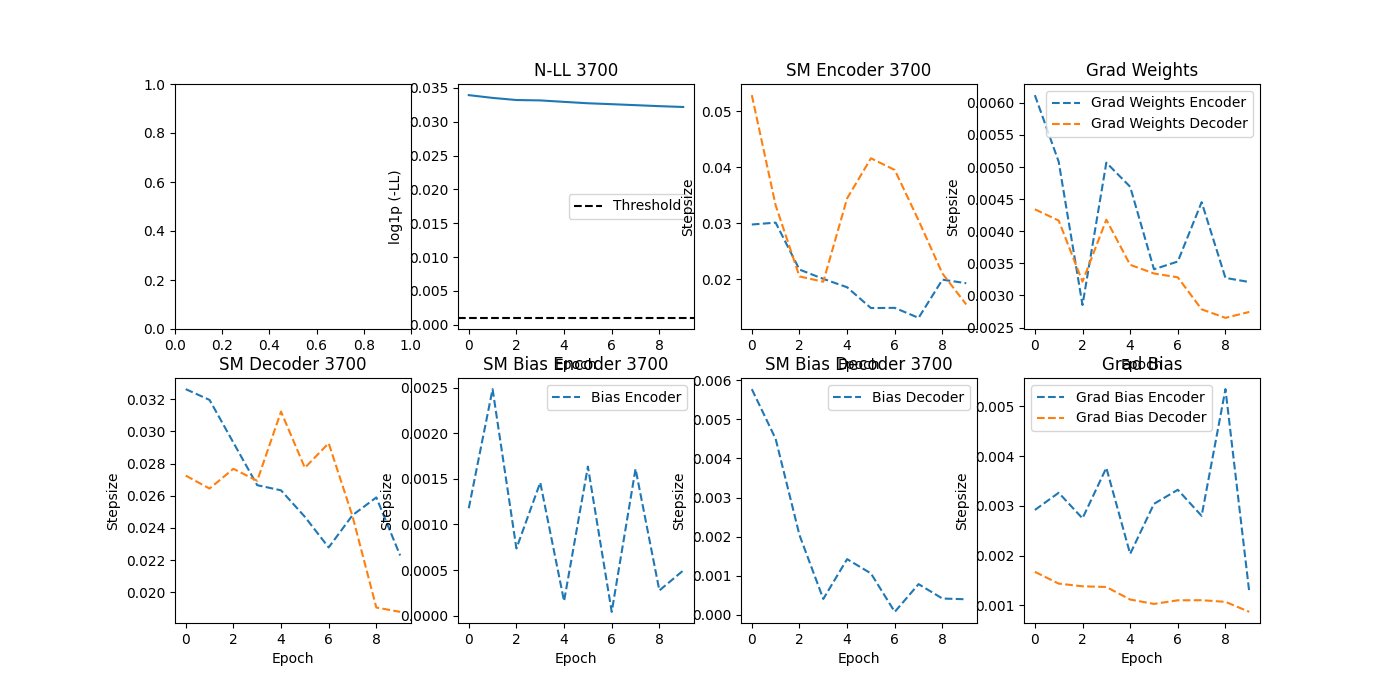 N-LL 3700
SM Encoder 3700
Grad Weights
1.0
0.8
0.6
0.4
0.2
0.0
0.0 0.2 0.4 0.6 0.8 1.0
log1p (-LL)
0.035
0.030
0.025
0.020
0.015
0.010
0.005
0.000
Threshold
0 2 4 6 8
Epoch
Stepsize
0.05
0.04
0.03
0.02
0 2 4 6 8
Epoch
Stepsize
0.0060
0.0055
0.0050
0.0045
0.0040
0.0035
0.0030
0.0025
Grad Weights Encoder
Grad Weights Decoder
0 2 4 6 8
Epoch
SM Decoder 3700
SM Bias Encoder 3700
SM Bias Decoder 3700
Grad Bias
Stepsize
0.032
0.030
0.028
0.026
0.024
0.022
0.020
0 2 4 6 8
Epoch
Stepsize
0.0025
0.0020
0.0015
0.0010
0.0005
0.0000
Bias Encoder
0 2 4 6 8
Epoch
Stepsize
0.006
0.005
0.004
0.003
0.002
0.001
0.000
Bias Decoder
0 2 4 6 8
Epoch
Stepsize
0.005
0.004
0.003
0.002
0.001
Grad Bias Encoder
Grad Bias Decoder
0 2 4 6 8
Epoch